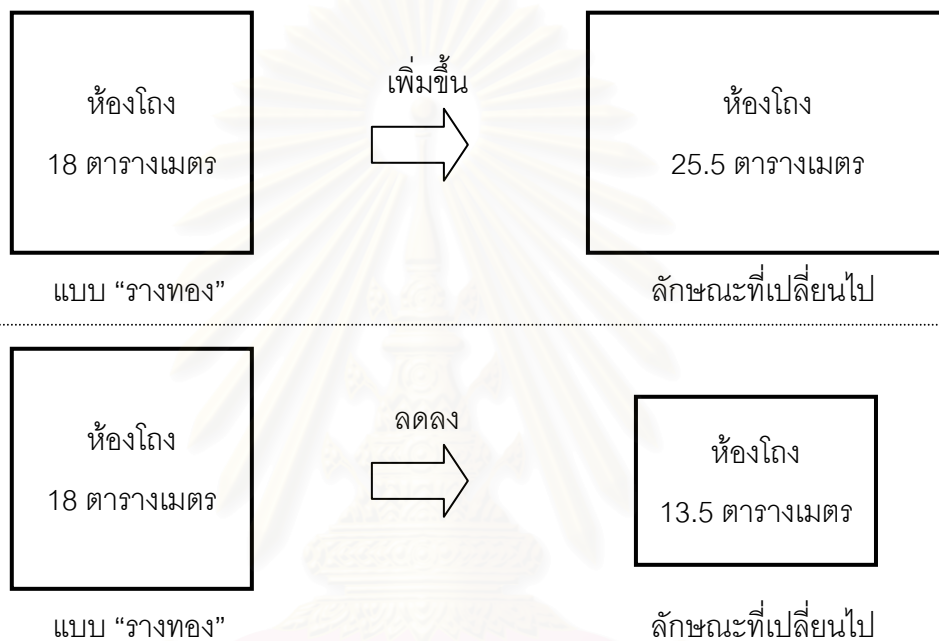 ห้องโถง
18 ตารางเมตร
เพิ่มขึ้น
ห้องโถง
25.5 ตารางเมตร
แบบ “รางทอง”
ลักษณะที่เปลี่ยนไป
ห้องโถง
18 ตารางเมตร
ลดลง
ห้องโถง
13.5 ตารางเมตร
แบบ “รางทอง”
ลักษณะที่เปลี่ยนไป